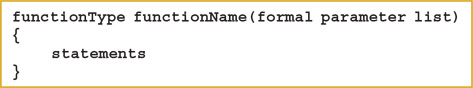 functionType functionName(formal parameter list)
{
    statements
}